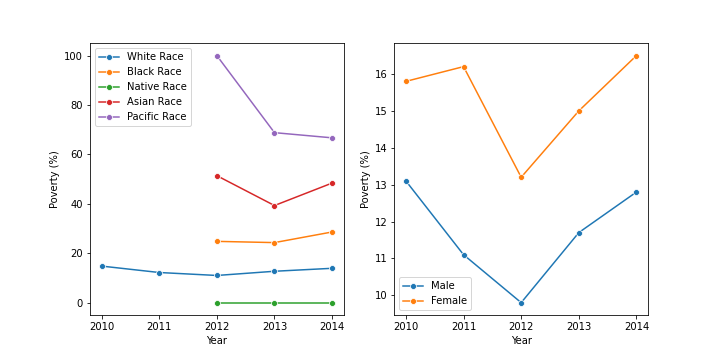 100
80
60
40
20
0
Poverty (%)
2010 2011 2012 2013 2014
Year
White Race
Black Race
Native Race
Asian Race
Pacific Race
16
15
14
13
12
11
10
Poverty (%)
2010 2011 2012 2013 2014
Year
Male
Female